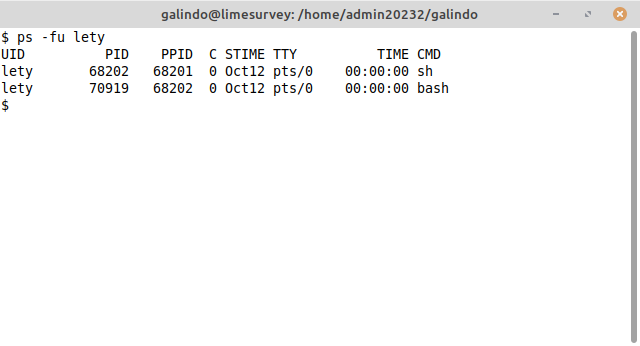 galindo@limesurvey: /home/admin20232/galindo
$ ps -fu lety
UID          PID    PPID  C STIME TTY          TIME CMD
lety       68202   68201  0 Oct12 pts/0    00:00:00 sh
lety       70919   68202  0 Oct12 pts/0    00:00:00 bash
$